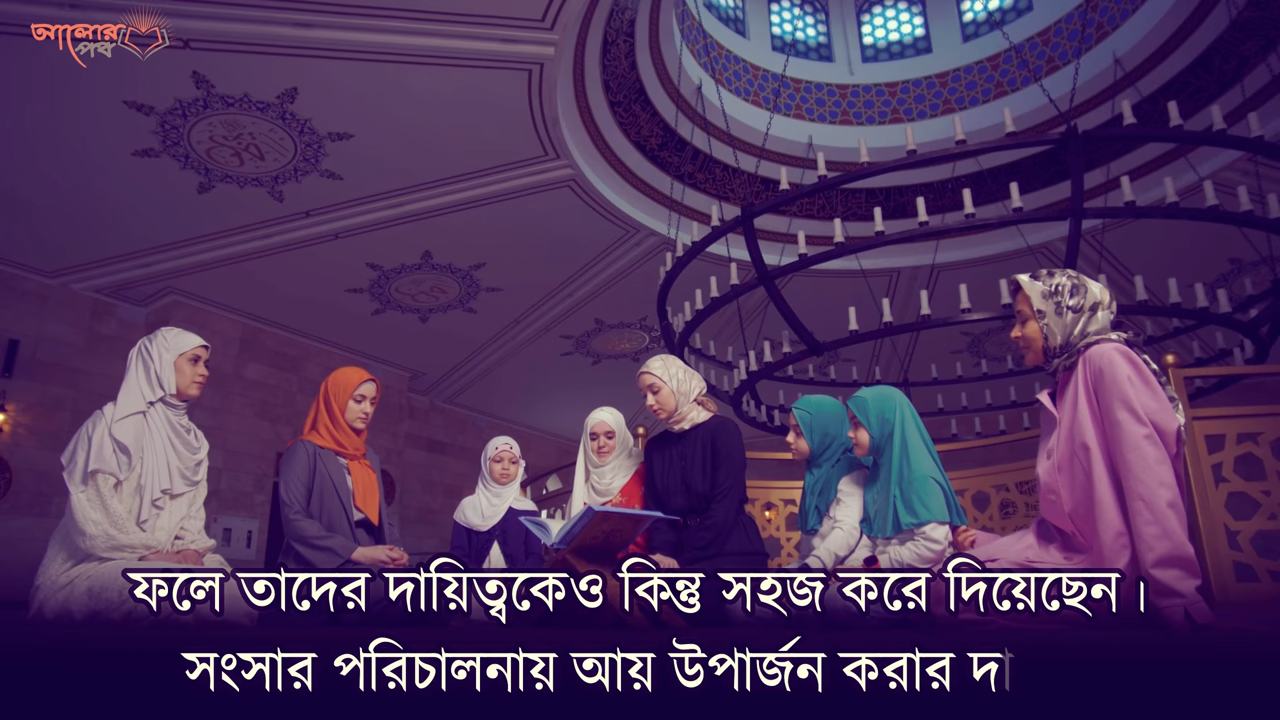 আলোর
পথ
ফলে তাদের দায়িত্বকেও কিন্তু সহজ করে দিয়েছেন।
সংসার পরিচালনায় আয় উপার্জন করার